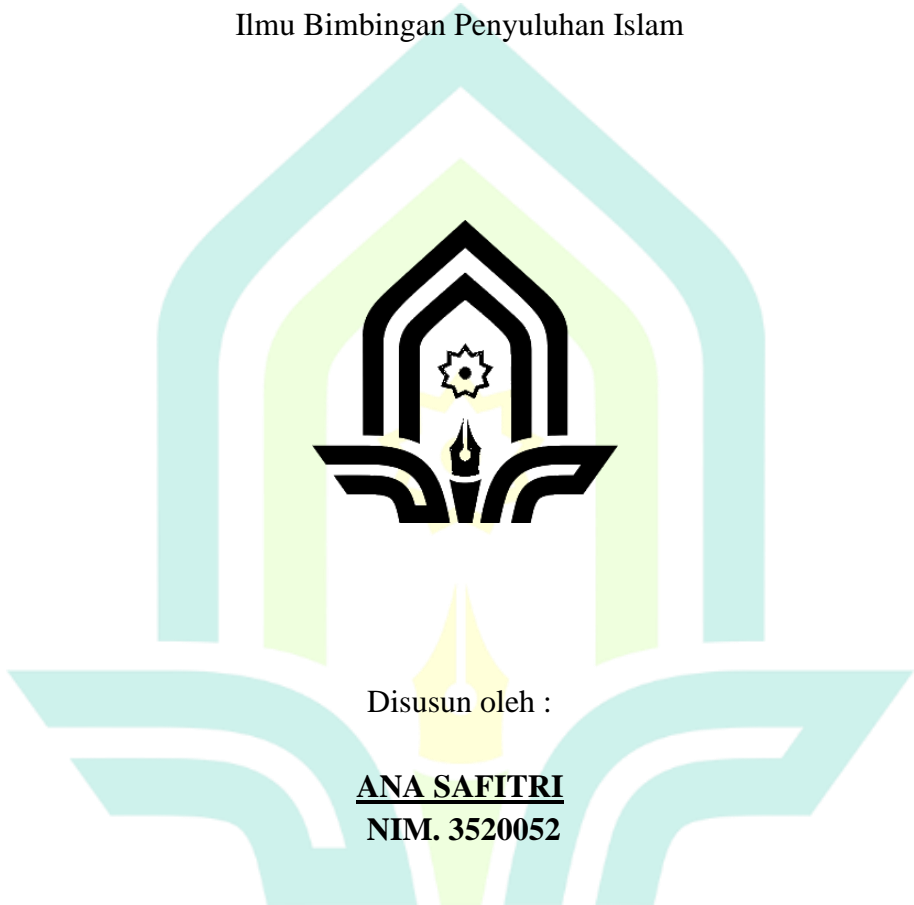 Ilmu Bimbingan Penyuluhan Islam
Disusun oleh :
ANA SAFITRI
NIM. 3520052